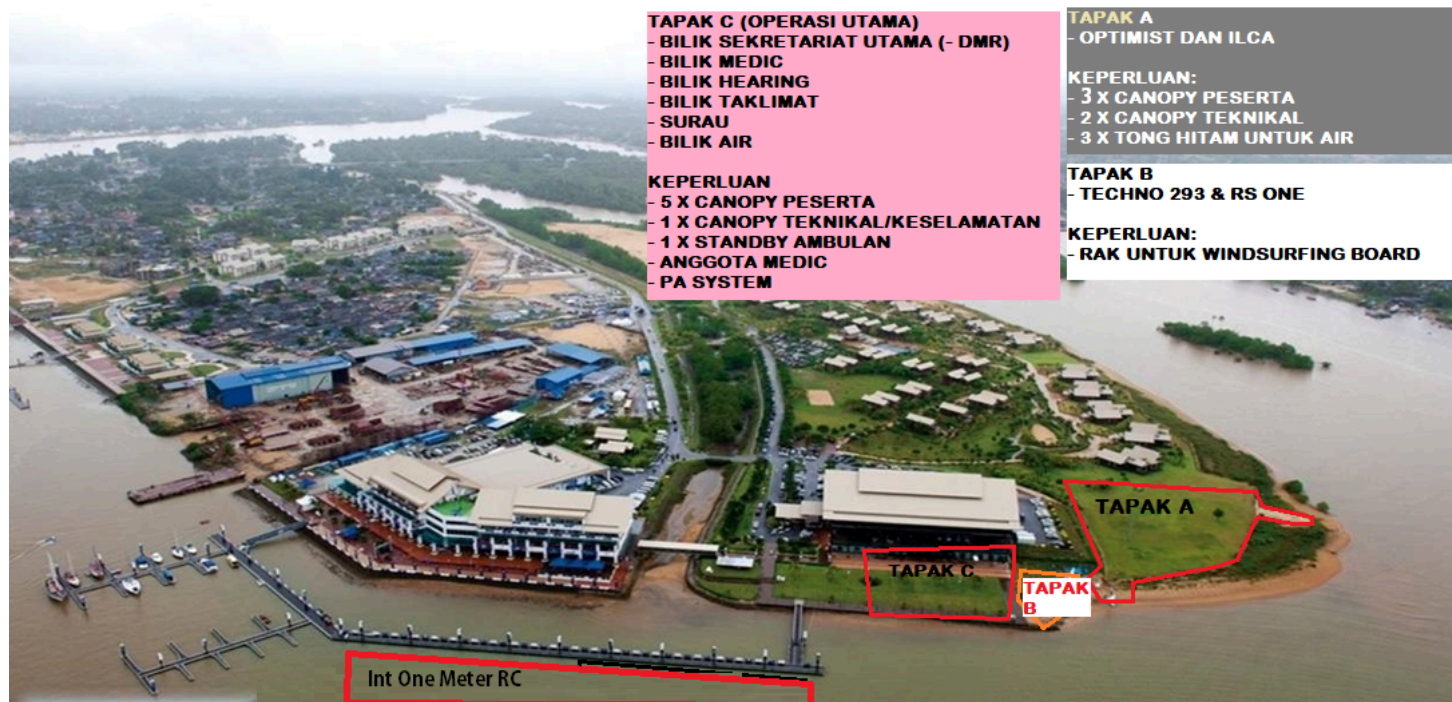 TAPAK C (OPERASI UTAMA)
- BILIK SEKRETARIAT UTAMA (- DMR)
- BILIK MEDIC
- BILIK HEARING
- BILIK TAKLIMAT
- SURAU
- BILIK AIR
KEPERLUAN
- 5 X CANOPY PESERTA
- 1 X CANOPY TEKNIKAL/KESELAMATAN
- 1 X STANDBY AMBULAN
- ANGGOTA MEDIC
- PA SYSTEM
TAPAK A
- OPTIMIST DAN ILCA
KEPERLUAN:
- 3 X CANOPY PESERTA
- 2 X CANOPY TEKNIKAL
- 3 X TONG HITAM UNTUK AIR
TAPAK B
- TECHNO 293 & RS ONE
KEPERLUAN:
- RAK UNTUK WINDSURFING BOARD
TAPAK A
TAPAK C
TAPAK
B
Int One Meter RC